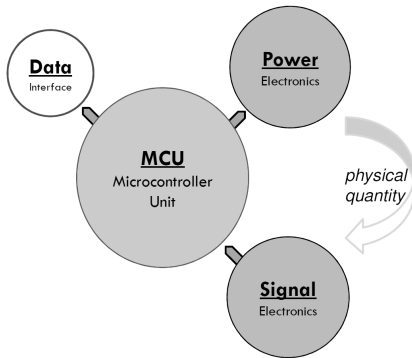 Data
Interface
Power
Electronics
MCU
Microcontroller
Unit
physical
quantity
Signal
Electronics